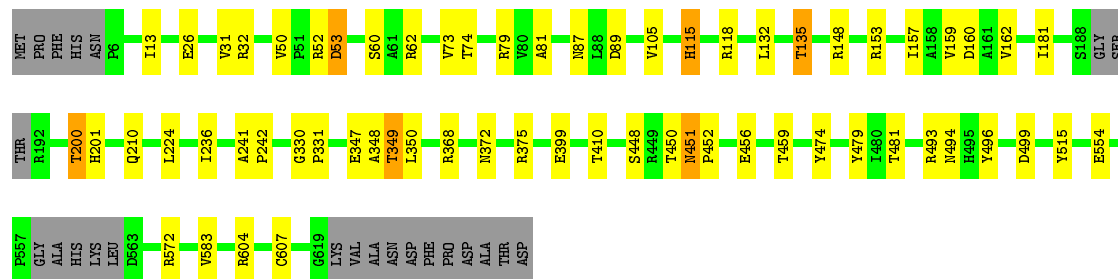 MET PRO PHE HIS ASN P6 I13 E26 V31 R32 V50 P51 R52 D53 S60 A61 R62 V73 T74 R79 V80 A81 N87 L88 D89 V105 H115 R118 L132 T135 R148 R153 I157 A158 V159 D160 A161 V162 I181 S188 GLY SER
THR R192 T200 H201 Q210 L224 I236 A241 P242 G330 P331 E347 A348 T349 L350 R368 N372 R375 E399 T410 S448 R449 T450 N451 P452 E456 T459 Y474 Y479 I480 T481 R493 N494 H495 Y496 D499 Y515 E554
P557 GLY ALA HIS LYS LEU D563 R572 V583 R604 C607 G619 LYS VAL ALA ASN ASP PHE PRO ASP ALA THR ASP